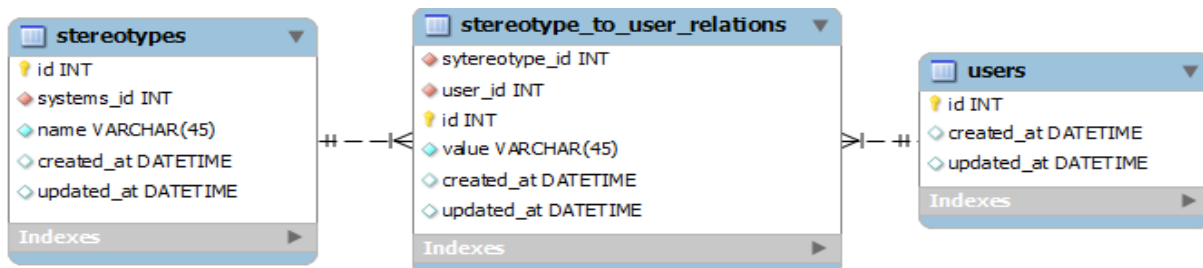 stereotypes
id INT
systems_id INT
name VARCHAR(45)
created_at DATETIME
updated_at DATETIME
Indexes
stereotype_to_user_relations
sytereotype_id INT
user_id INT
id INT
value VARCHAR(45)
created_at DATETIME
updated_at DATETIME
Indexes
users
id INT
created_at DATETIME
updated_at DATETIME
Indexes